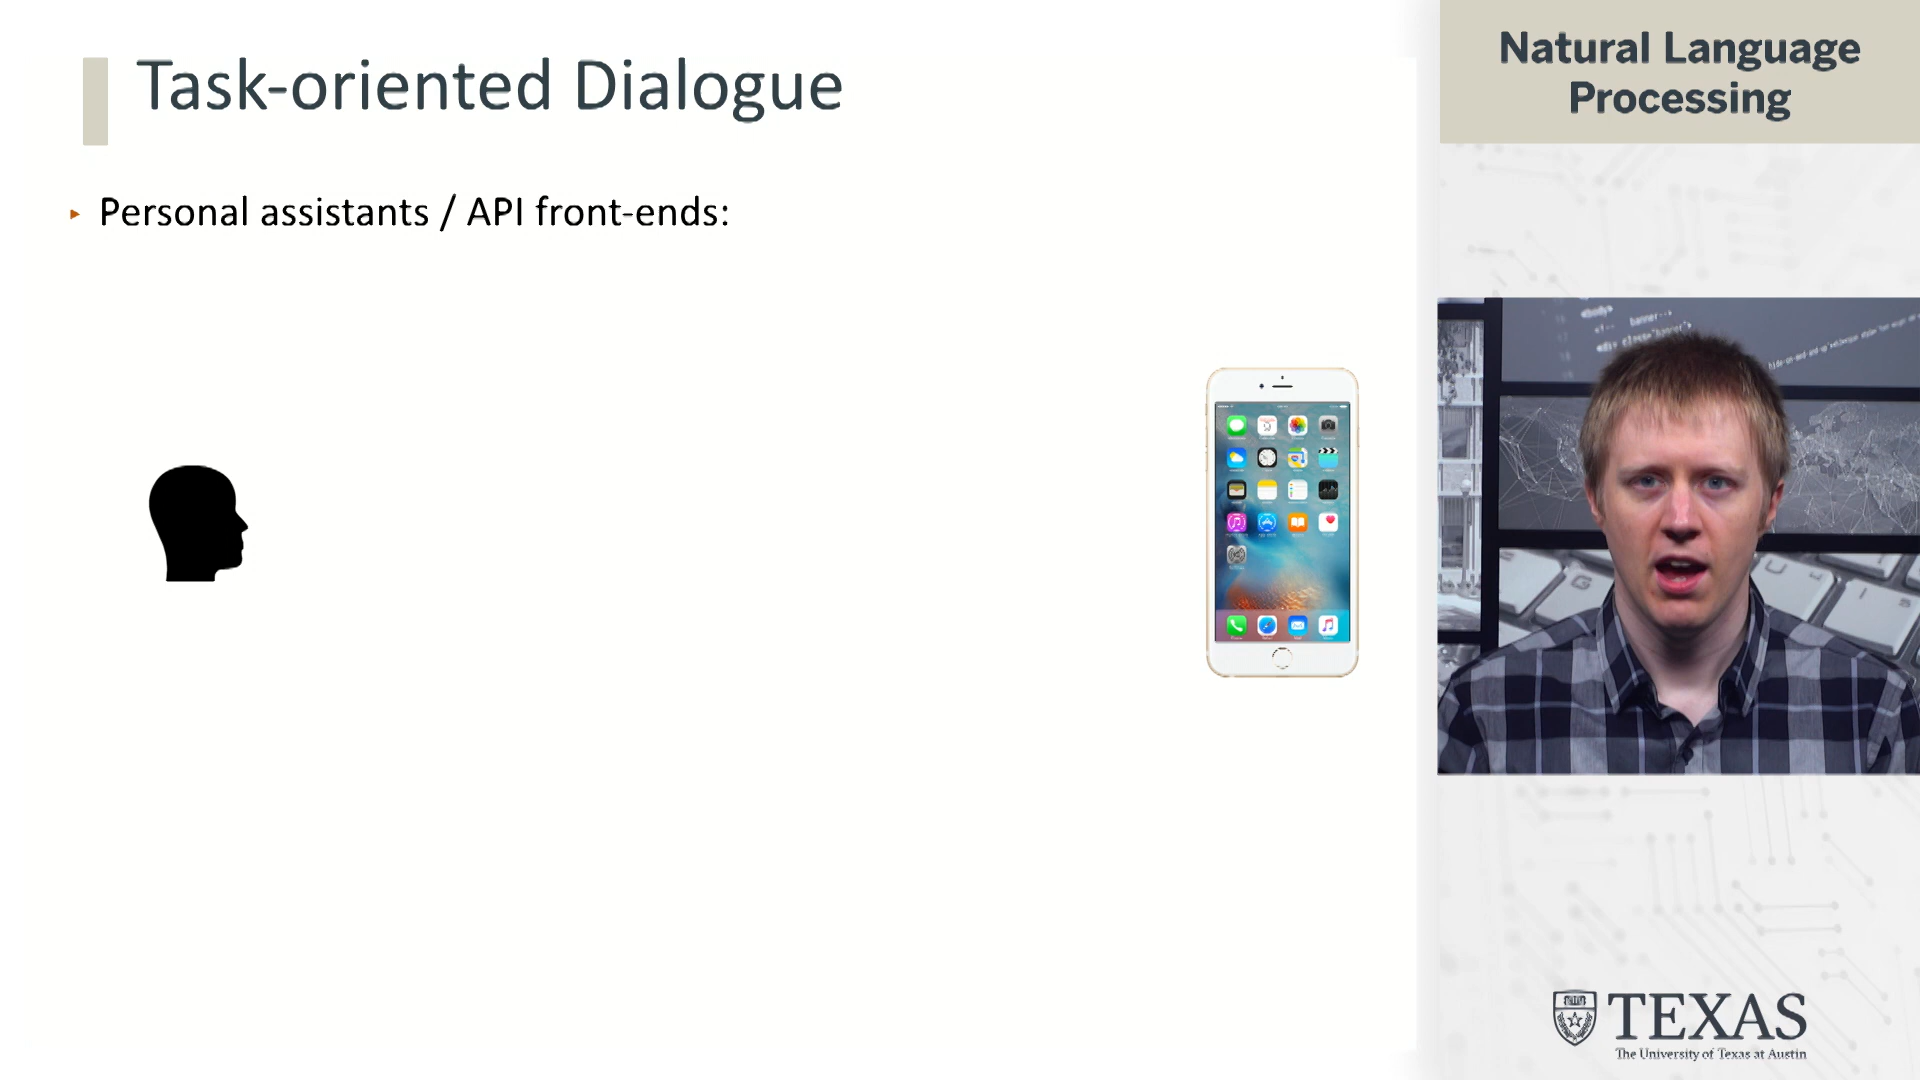 Task-oriented Dialogue
▸ Personal assistants / API front-ends:
Natural Language
Processing
TEXAS
The University of Texas at Austin